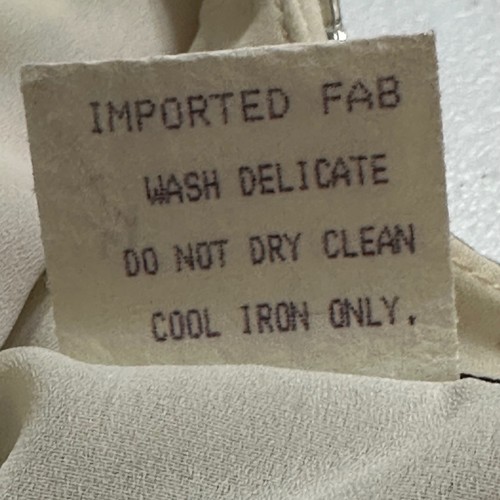 IMPORTED FAB
WASH DELICATE
DO NOT DRY CLEAN
COOL IRON ONLY.